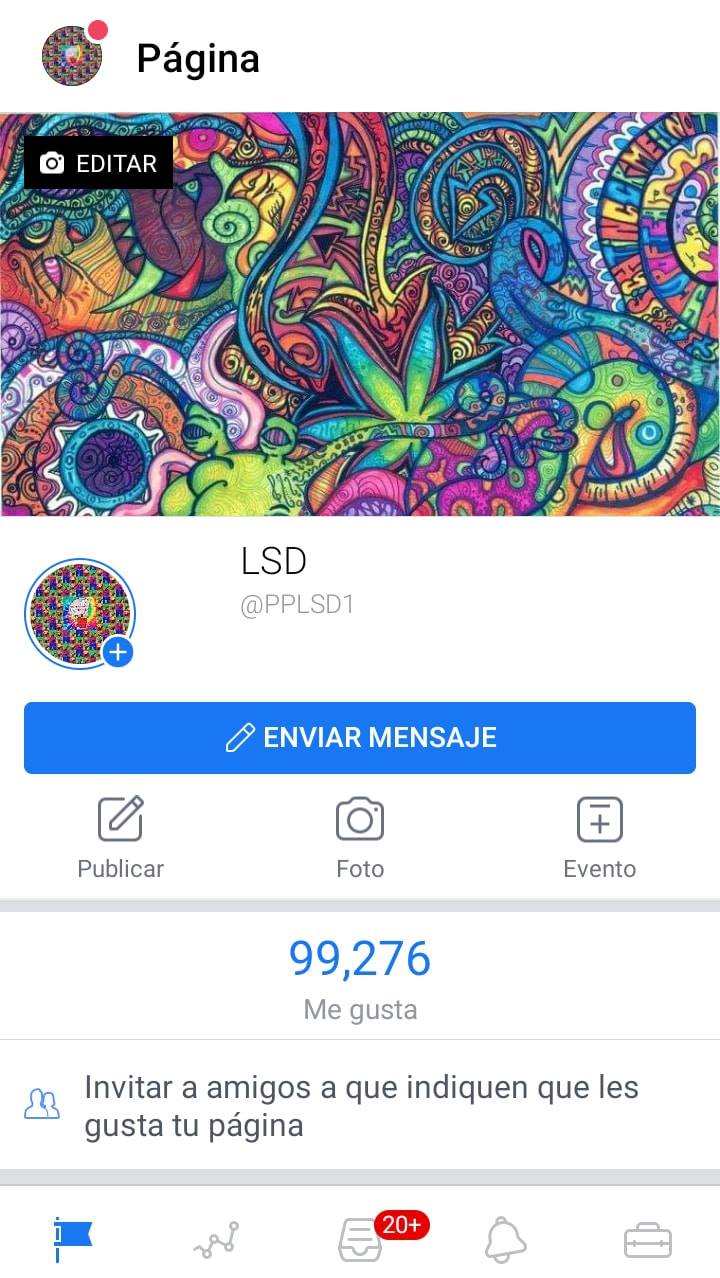 Página
EDITAR
LSD
@PPLSD1
ENVIAR MENSAJE
Publicar
Foto
Evento
99,276
Me gusta
Invitar a amigos a que indiquen que les
gusta tu página
20+